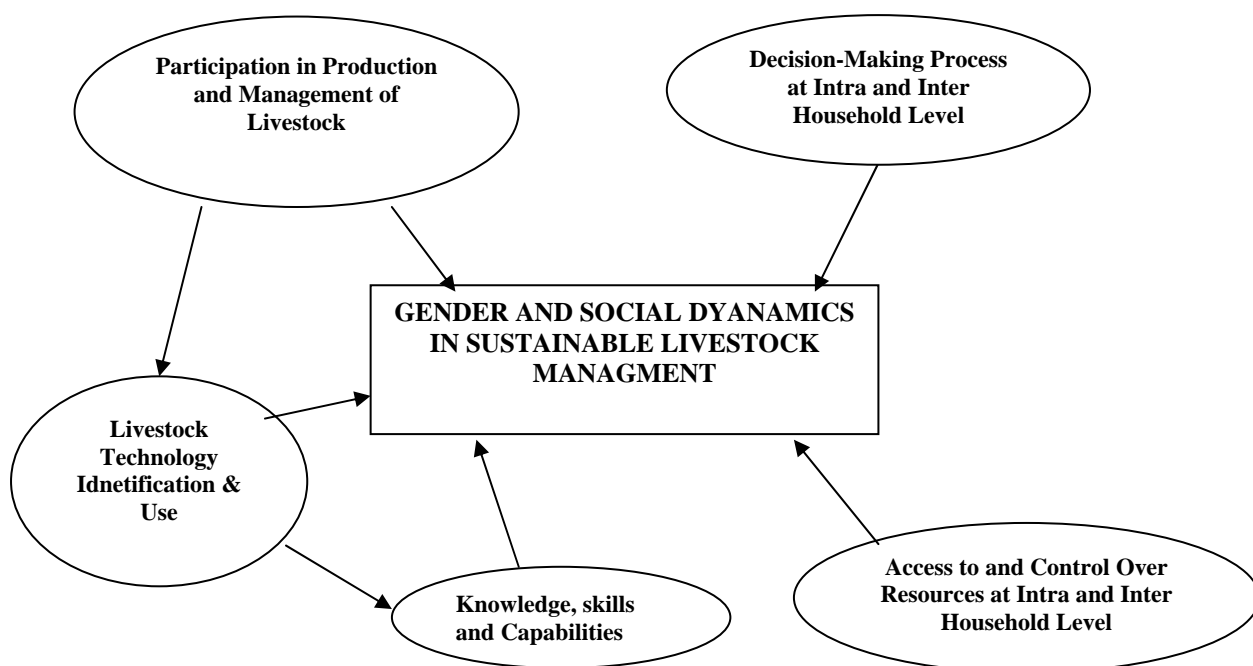 Participation in Production
and Management of
Livestock
Decision-Making Process
at Intra and Inter
Household Level
GENDER AND SOCIAL DYANAMICS
IN SUSTAINABLE LIVESTOCK
MANAGMENT
Livestock
Technology
Idnetification &
Use
Knowledge, skills
and Capabilities
Access to and Control Over
Resources at Intra and Inter
Household Level